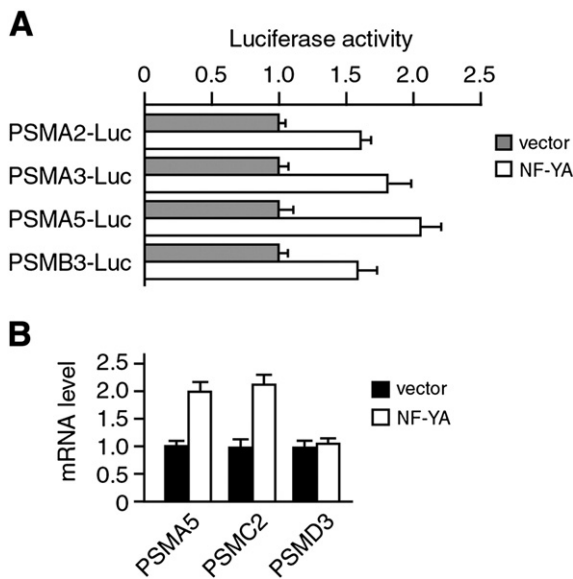 A
Luciferase activity
0 0.5 1.0 1.5 2.0 2.5
PSMA2-Luc
PSMA3-Luc
PSMA5-Luc
PSMB3-Luc
vector
NF-YA
B
mRNA level
2.5
2.0
1.5
1.0
0.5
0
vector
NF-YA
PSMA5
PSMC2
PSMD3